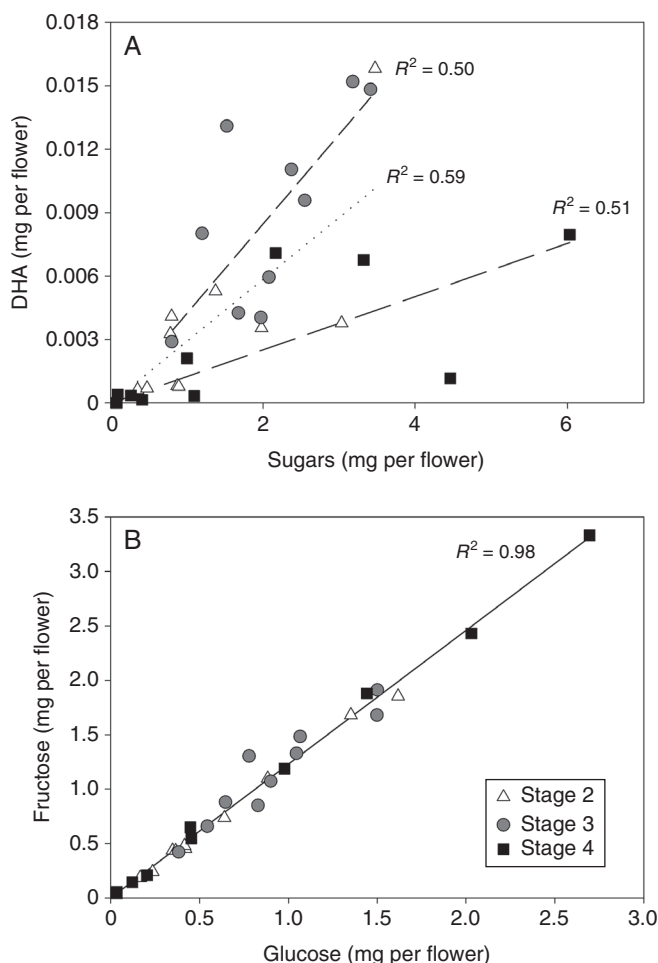 A
0.018
0.015
0.012
0.009
0.006
0.003
0
DHA (mg per flower)
R² = 0.50
R² = 0.59
R² = 0.51
0 2 4 6
Sugars (mg per flower)
B
3.5
3.0
2.5
2.0
1.5
1.0
0.5
0
Fructose (mg per flower)
R² = 0.98
Stage 2
Stage 3
Stage 4
0 0.5 1.0 1.5 2.0 2.5 3.0
Glucose (mg per flower)